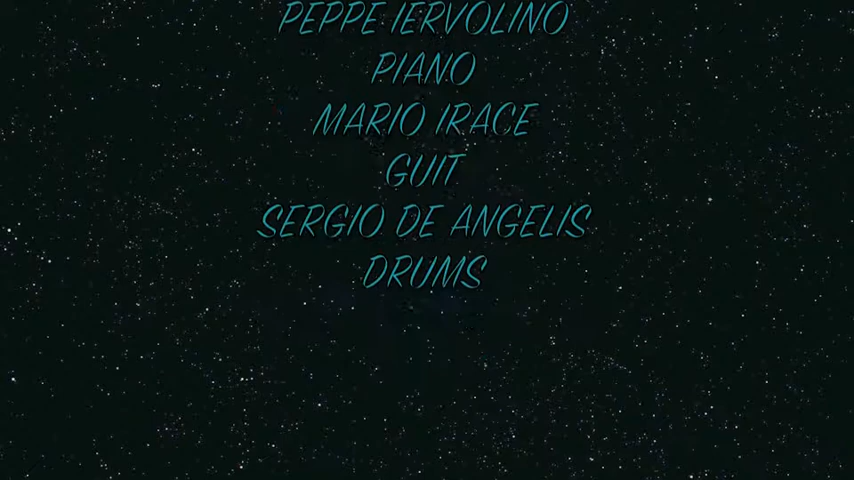 PEPPE IERVOLINO
PIANO
MARIO IRACE
GUIT
SERGIO DE ANGELIS
DRUMS